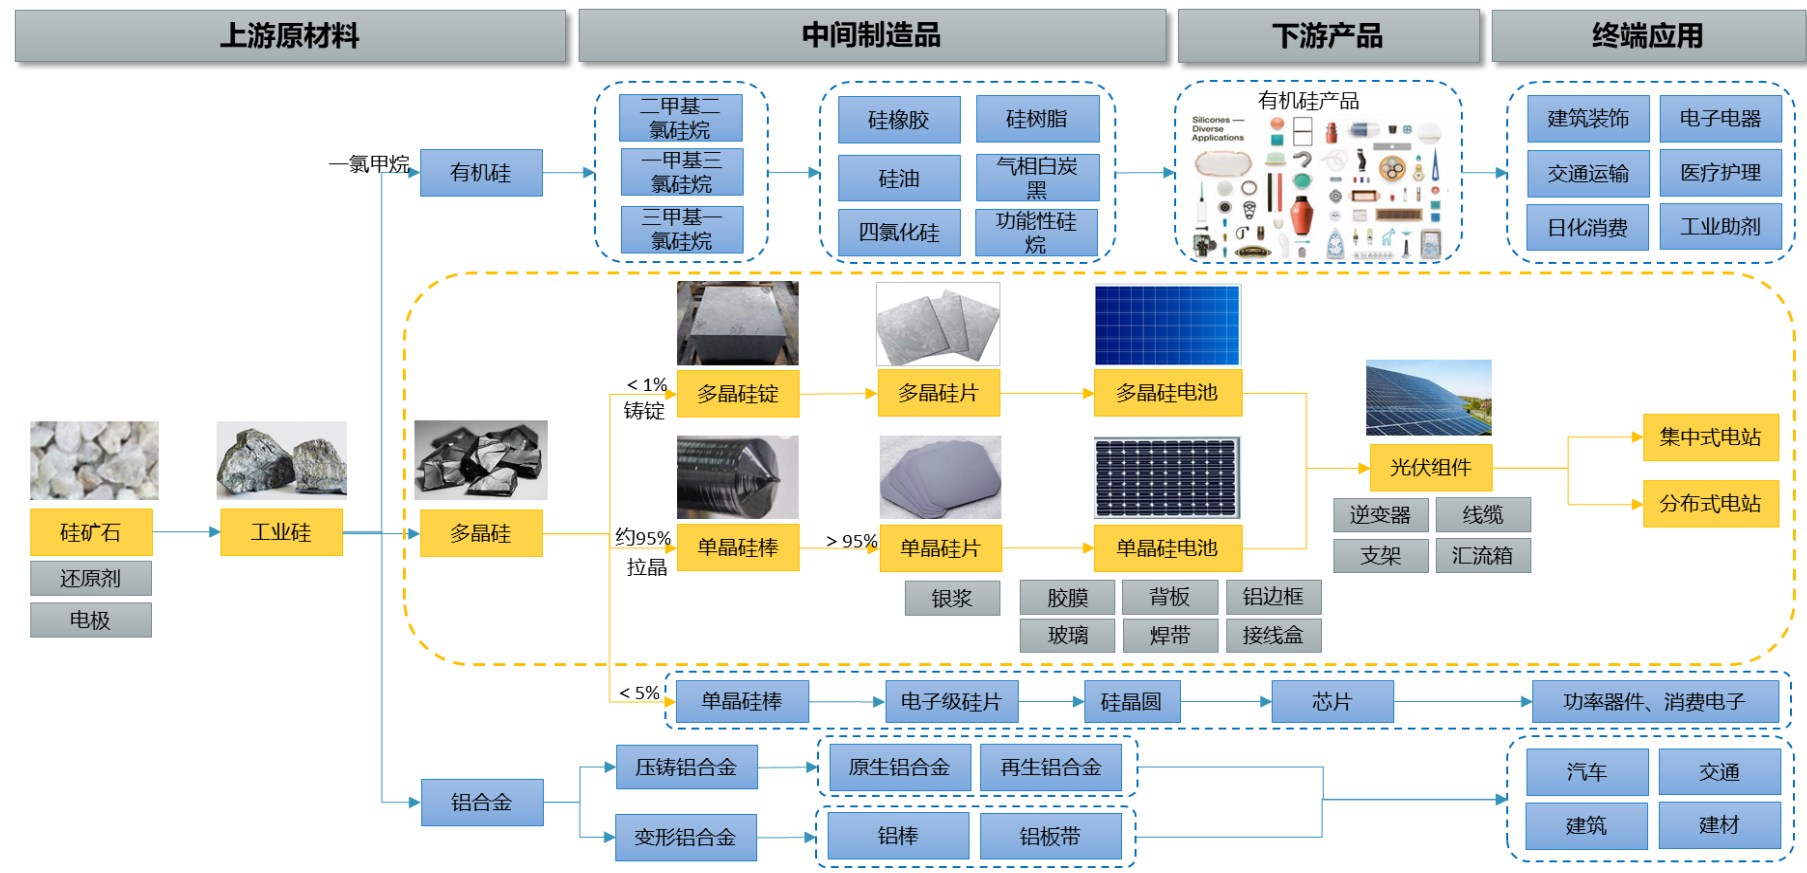 上游原材料
中间制造品
下游产品
终端应用
一氯甲烷
有机硅
二甲基二
氯硅烷
一甲基三
氯硅烷
三甲基一
氯硅烷
硅橡胶
硅树脂
硅油
气相白炭
黑
四氯化硅
功能性硅
烷
有机硅产品
Silicones —
Diverse
Applications
建筑装饰
电子电器
交通运输
医疗护理
日化消费
工业助剂
硅矿石
还原剂
电极
工业硅
多晶硅
< 1%
铸锭
多晶硅锭
多晶硅片
多晶硅电池
约95%
拉晶
单晶硅棒
> 95%
单晶硅片
单晶硅电池
银浆
胶膜
背板
铝边框
玻璃
焊带
接线盒
光伏组件
逆变器
线缆
支架
汇流箱
集中式电站
分布式电站
< 5%
单晶硅棒
电子级硅片
硅晶圆
芯片
功率器件、消费电子
铝合金
压铸铝合金
原生铝合金
再生铝合金
变形铝合金
铝棒
铝板带
汽车
交通
建筑
建材